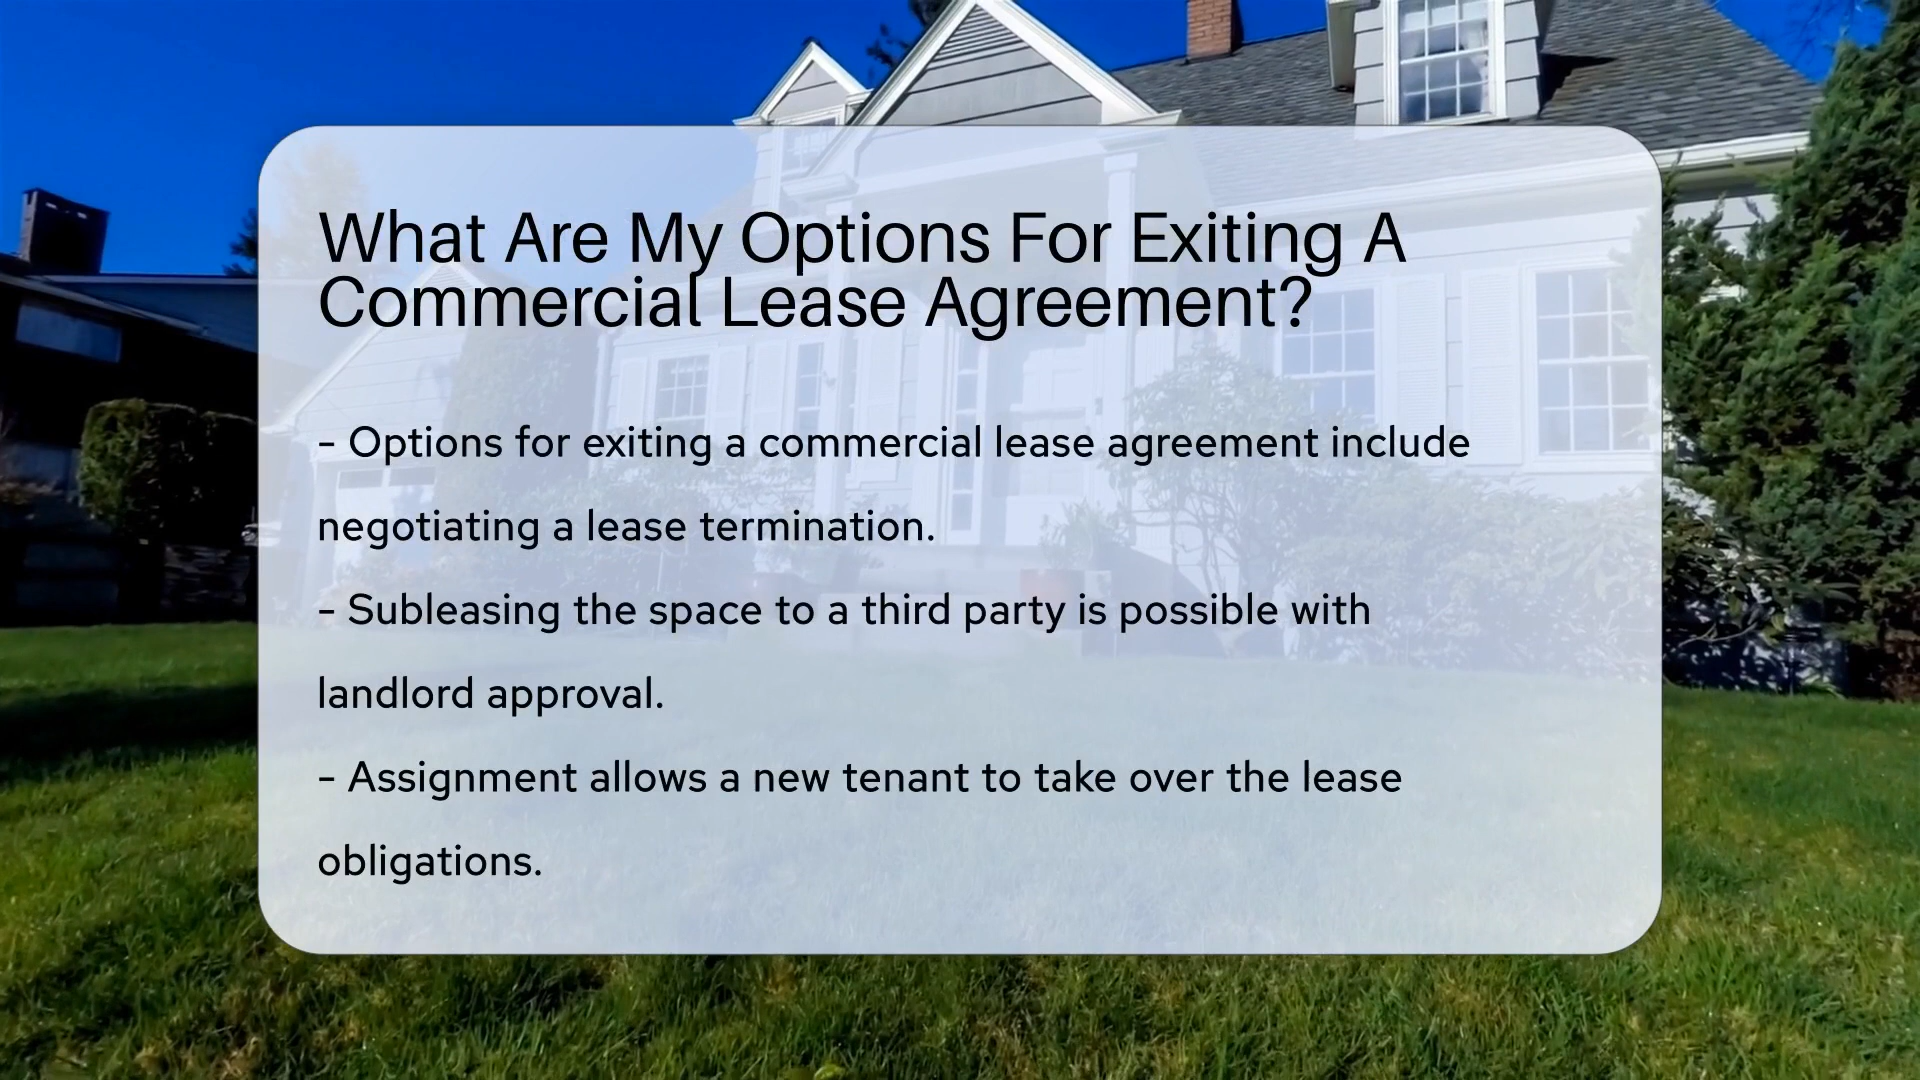 What Are My Options For Exiting A
Commercial Lease Agreement?
– Options for exiting a commercial lease agreement include
negotiating a lease termination.
– Subleasing the space to a third party is possible with
landlord approval.
– Assignment allows a new tenant to take over the lease
obligations.